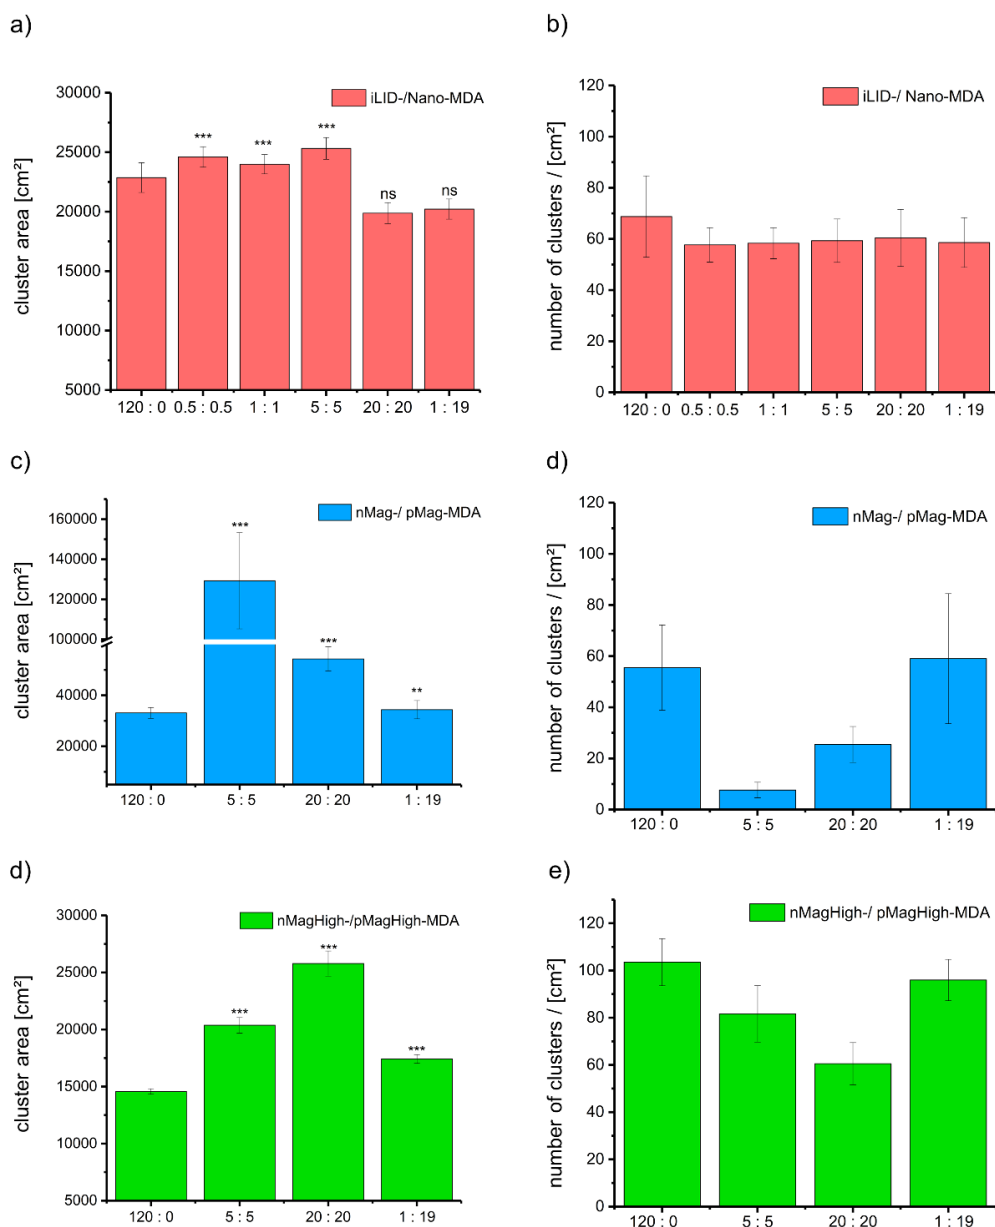 a)
iLID-/Nano-MDA
cluster area [cm²]
30000
25000
20000
15000
10000
5000
***
***
***
ns
ns
120 : 0
0.5 : 0.5
1 : 1
5 : 5
20 : 20
1 : 19
b)
iLID-/ Nano-MDA
number of clusters / [cm²]
120
100
80
60
40
20
0
120 : 0
0.5 : 0.5
1 : 1
5 : 5
20 : 20
1 : 19
c)
nMag-/ pMag-MDA
cluster area [cm²]
160000
140000
120000
100000
40000
20000
***
***
**
120 : 0
5 : 5
20 : 20
1 : 19
d)
nMag-/ pMag-MDA
number of clusters / [cm²]
120
100
80
60
40
20
0
120 : 0
5 : 5
20 : 20
1 : 19
d)
nMagHigh-/pMagHigh-MDA
cluster area [cm²]
30000
25000
20000
15000
10000
5000
***
***
***
120 : 0
5 : 5
20 : 20
1 : 19
e)
nMagHigh-/ pMagHigh-MDA
number of clusters / [cm²]
120
100
80
60
40
20
0
120 : 0
5 : 5
20 : 20
1 : 19